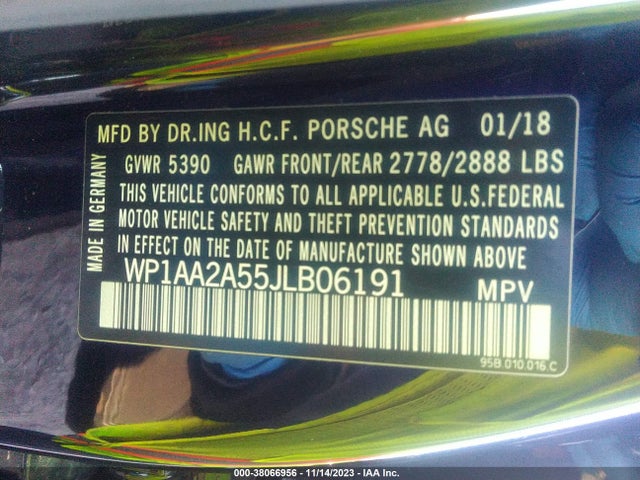 MFD BY DR.ING H.C.F. PORSCHE AG 01/18
GVWR 5390 GAWR FRONT/REAR 2778/2888 LBS
THIS VEHICLE CONFORMS TO ALL APPLICABLE U.S.FEDERAL
MOTOR VEHICLE SAFETY AND THEFT PREVENTION STANDARDS
IN EFFECT ON THE DATE OF MANUFACTURE SHOWN ABOVE
MADE IN GERMANY
WP1AA2A55JLB06191 MPV
95B.010.016.C
000-38066956 - 11/14/2023 - IAA Inc.